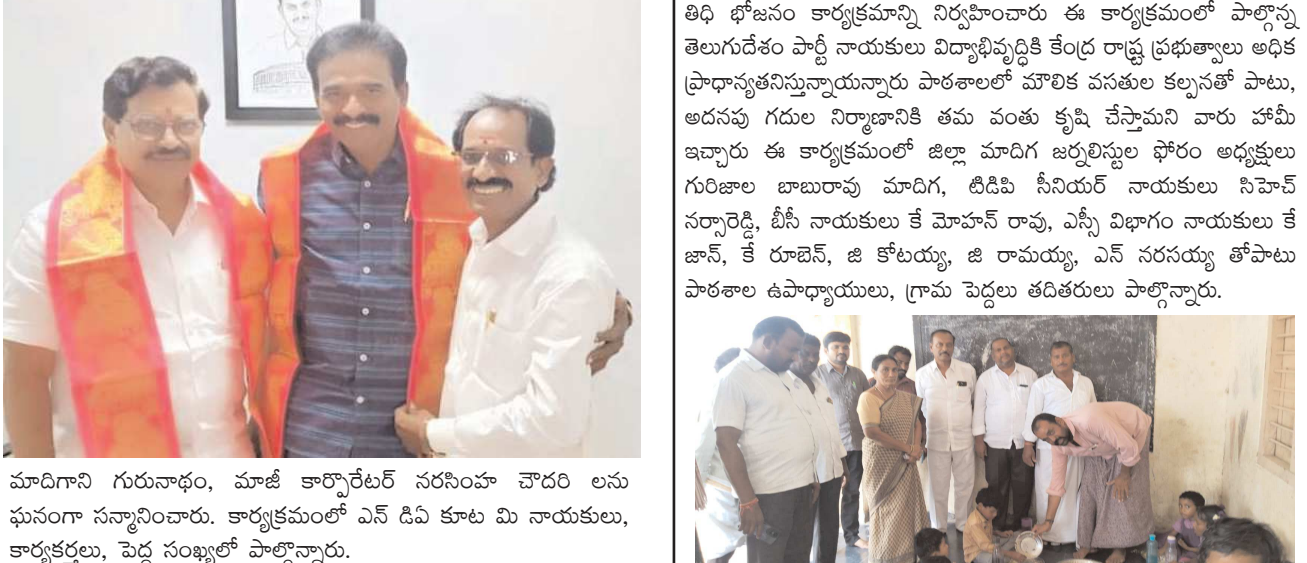 మాదిగాని గురునాథం, మాజీ కార్పొరేటర్ నరసింహ చౌదరి లను
ఘనంగా సన్మానించారు. కార్యక్రమంలో ఎన్ డిఏ కూట మి నాయకులు,
కార్యకర్తలు, పెద్ద సంఖ్యలో పాల్గొన్నారు.
తిధి భోజనం కార్యక్రమాన్ని నిర్వహించారు ఈ కార్యక్రమంలో పాల్గొన్న
తెలుగుదేశం పార్టీ నాయకులు విద్యాభివృద్ధికి కేంద్ర రాష్ట్ర ప్రభుత్వాలు అధిక
ప్రాధాన్యతనిస్తున్నాయన్నారు పాఠశాలలో మౌలిక వసతుల కల్పనతో పాటు,
అదనపు గదుల నిర్మాణానికి తమ వంతు కృషి చేస్తామని వారు హామీ
ఇచ్చారు ఈ కార్యక్రమంలో జిల్లా మాదిగ జర్నలిస్టుల ఫోరం అధ్యక్షులు
గురిజాల బాబురావు మాదిగ, టిడిపి సీనియర్ నాయకులు సిహెచ్
నర్సారెడ్డి, బీసీ నాయకులు కే మోహన్ రావు, ఎస్సీ విభాగం నాయకులు కే
జాన్, కే రూబెన్, జి కోటయ్య, జి రామయ్య, ఎన్ నరసయ్య తోపాటు
పాఠశాల ఉపాధ్యాయులు, గ్రామ పెద్దలు తదితరులు పాల్గొన్నారు.